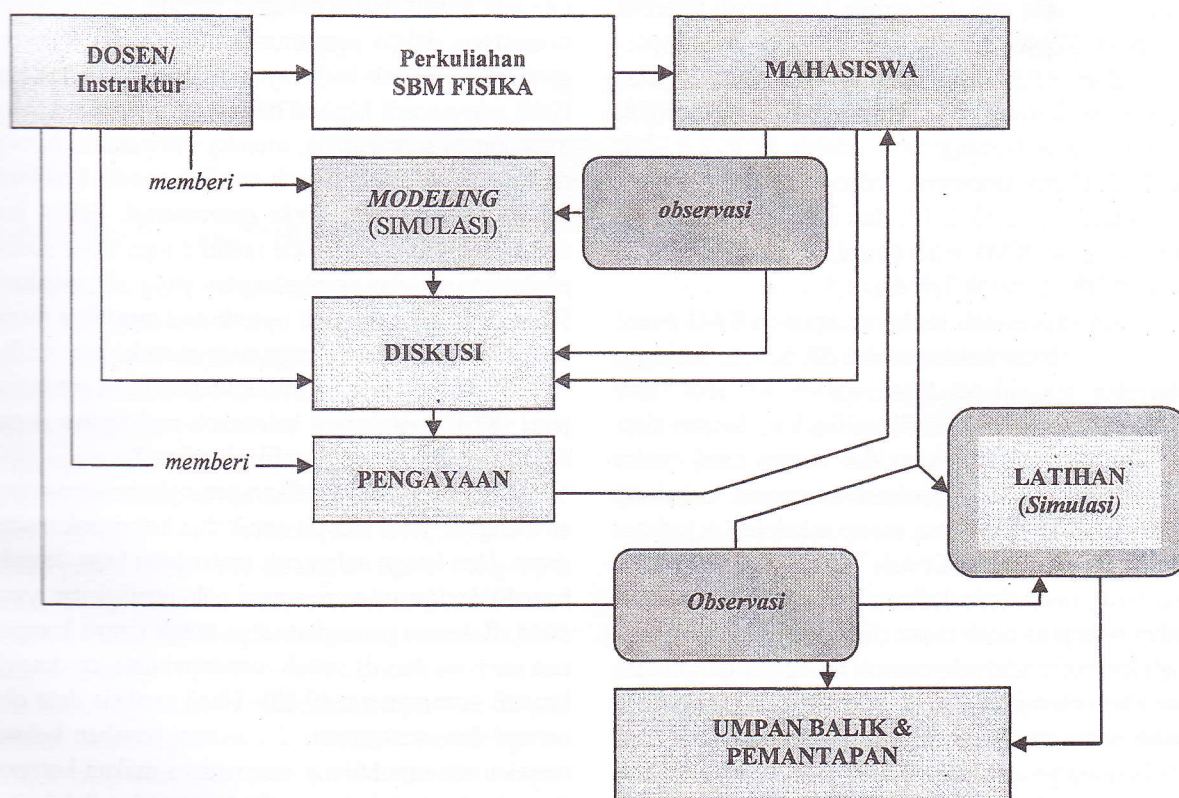 DOSEN/
Instruktur
Perkuliahan
SBM FISIKA
MAHASISWA
memberi
MODELING
(SIMULASI)
observasi
DISKUSI
memberi
PENGAYAAN
LATIHAN
(Simulasi)
Observasi
UMPAN BALIK &
PEMANTAPAN